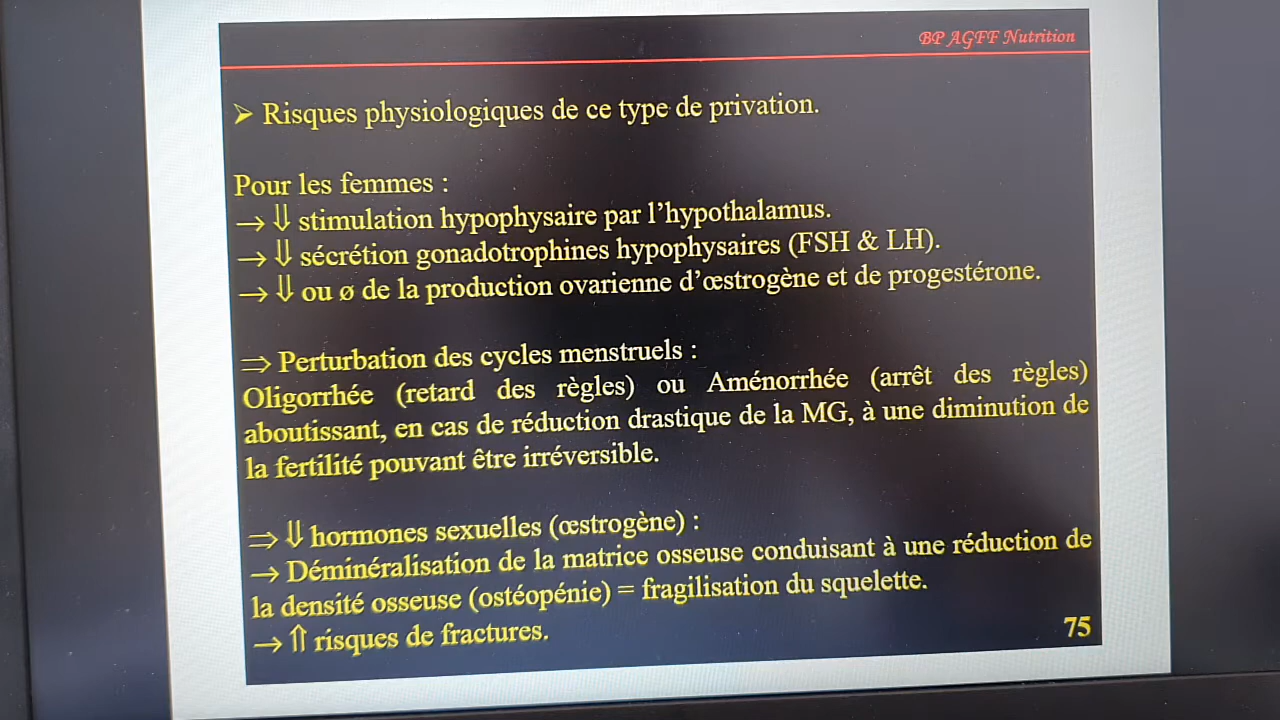 BP AGFF Nutrition
➢ Risques physiologiques de ce type de privation.
Pour les femmes :
→ ⇓ stimulation hypophysaire par l’hypothalamus.
→ ⇓ sécrétion gonadotrophines hypophysaires (FSH & LH).
→ ⇓ ou ø de la production ovarienne d’œstrogène et de progestérone.
⇒ Perturbation des cycles menstruels :
Oligorrhée (retard des règles) ou Aménorrhée (arrêt des règles)
aboutissant, en cas de réduction drastique de la MG, à une diminution de
la fertilité pouvant être irréversible.
⇒ ⇓ hormones sexuelles (œstrogène) :
→ Déminéralisation de la matrice osseuse conduisant à une réduction de
la densité osseuse (ostéopénie) = fragilisation du squelette.
→ ⇑ risques de fractures.
75